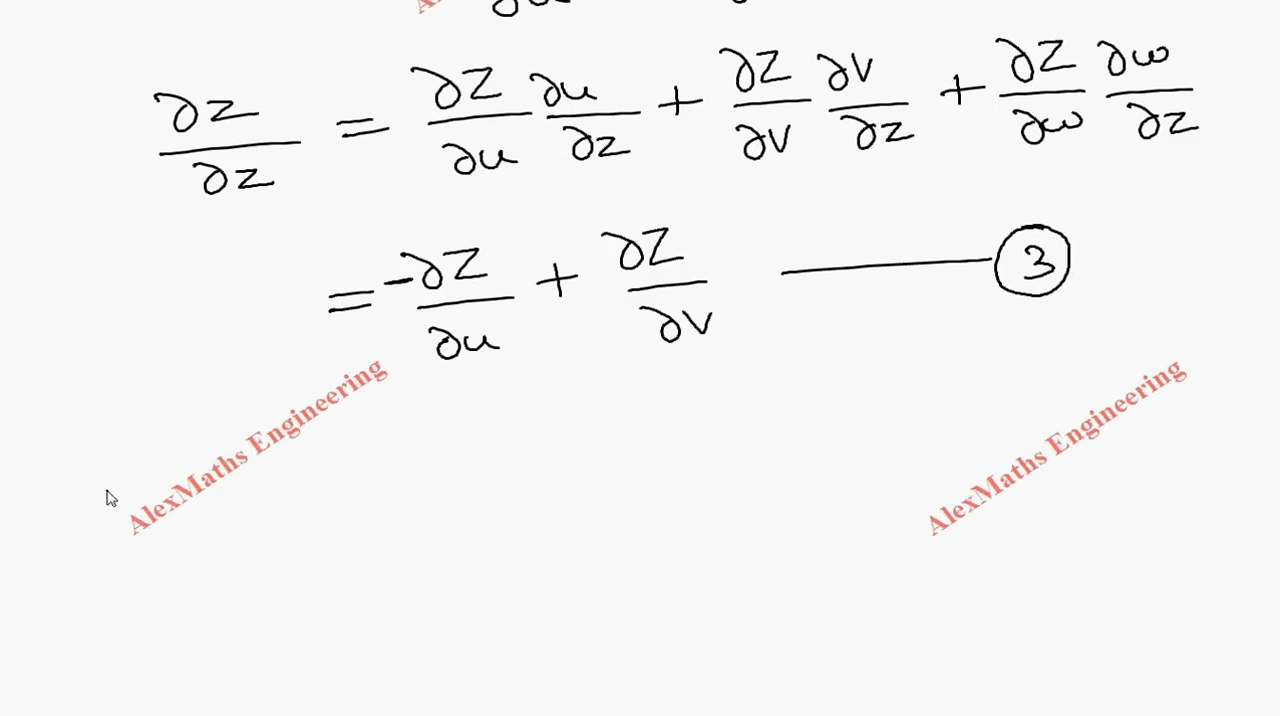 ∂z/∂z = ∂Z/∂u ∂u/∂z + ∂Z/∂v ∂v/∂z + ∂Z/∂w ∂w/∂z
= -∂Z/∂u + ∂Z/∂v —— ③
AlexMaths Engineering
AlexMaths Engineering